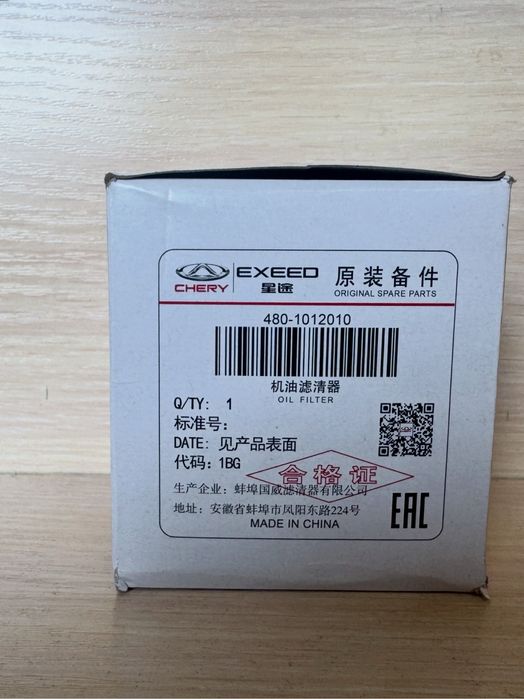 CHERY EXEED 星途 原装备件
ORIGINAL SPARE PARTS
480-1012010
机油滤清器
OIL FILTER
Q/TY: 1
标准号:
DATE: 见产品表面
代码: 1BG
合格证
生产企业: 蚌埠国威滤清器有限公司
地址: 安徽省蚌埠市凤阳东路224号
MADE IN CHINA
EAC